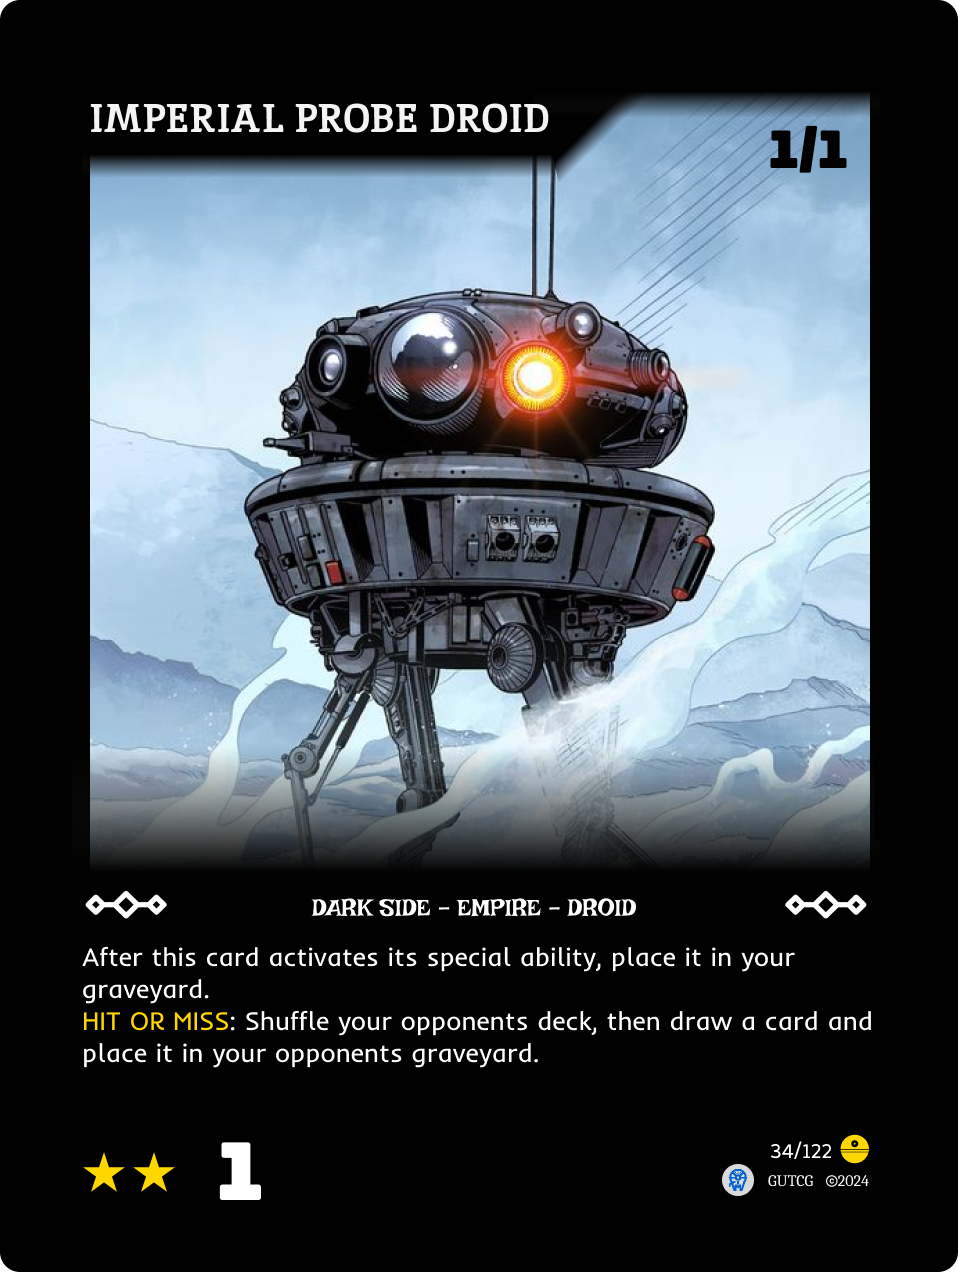 IMPERIAL PROBE DROID
1/1
DARK SIDE – EMPIRE – DROID
After this card activates its special ability, place it in your
graveyard.
HIT OR MISS: Shuffle your opponents deck, then draw a card and
place it in your opponents graveyard.
1
34/122
GUTCG ©2024